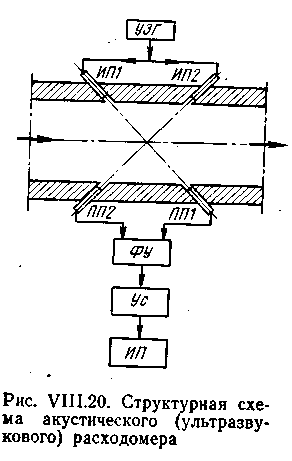 УЗГ
ИП1 ИП2
ПП2 ПП1
ФУ
Ус
ИП
Рис. VIII.20. Структурная схе-
ма акустического (ультразву-
кового) расходомера